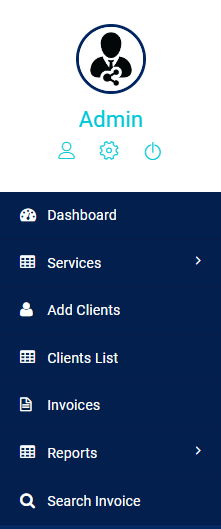 Admin
Dashboard
Services
Add Clients
Clients List
Invoices
Reports
Search Invoice